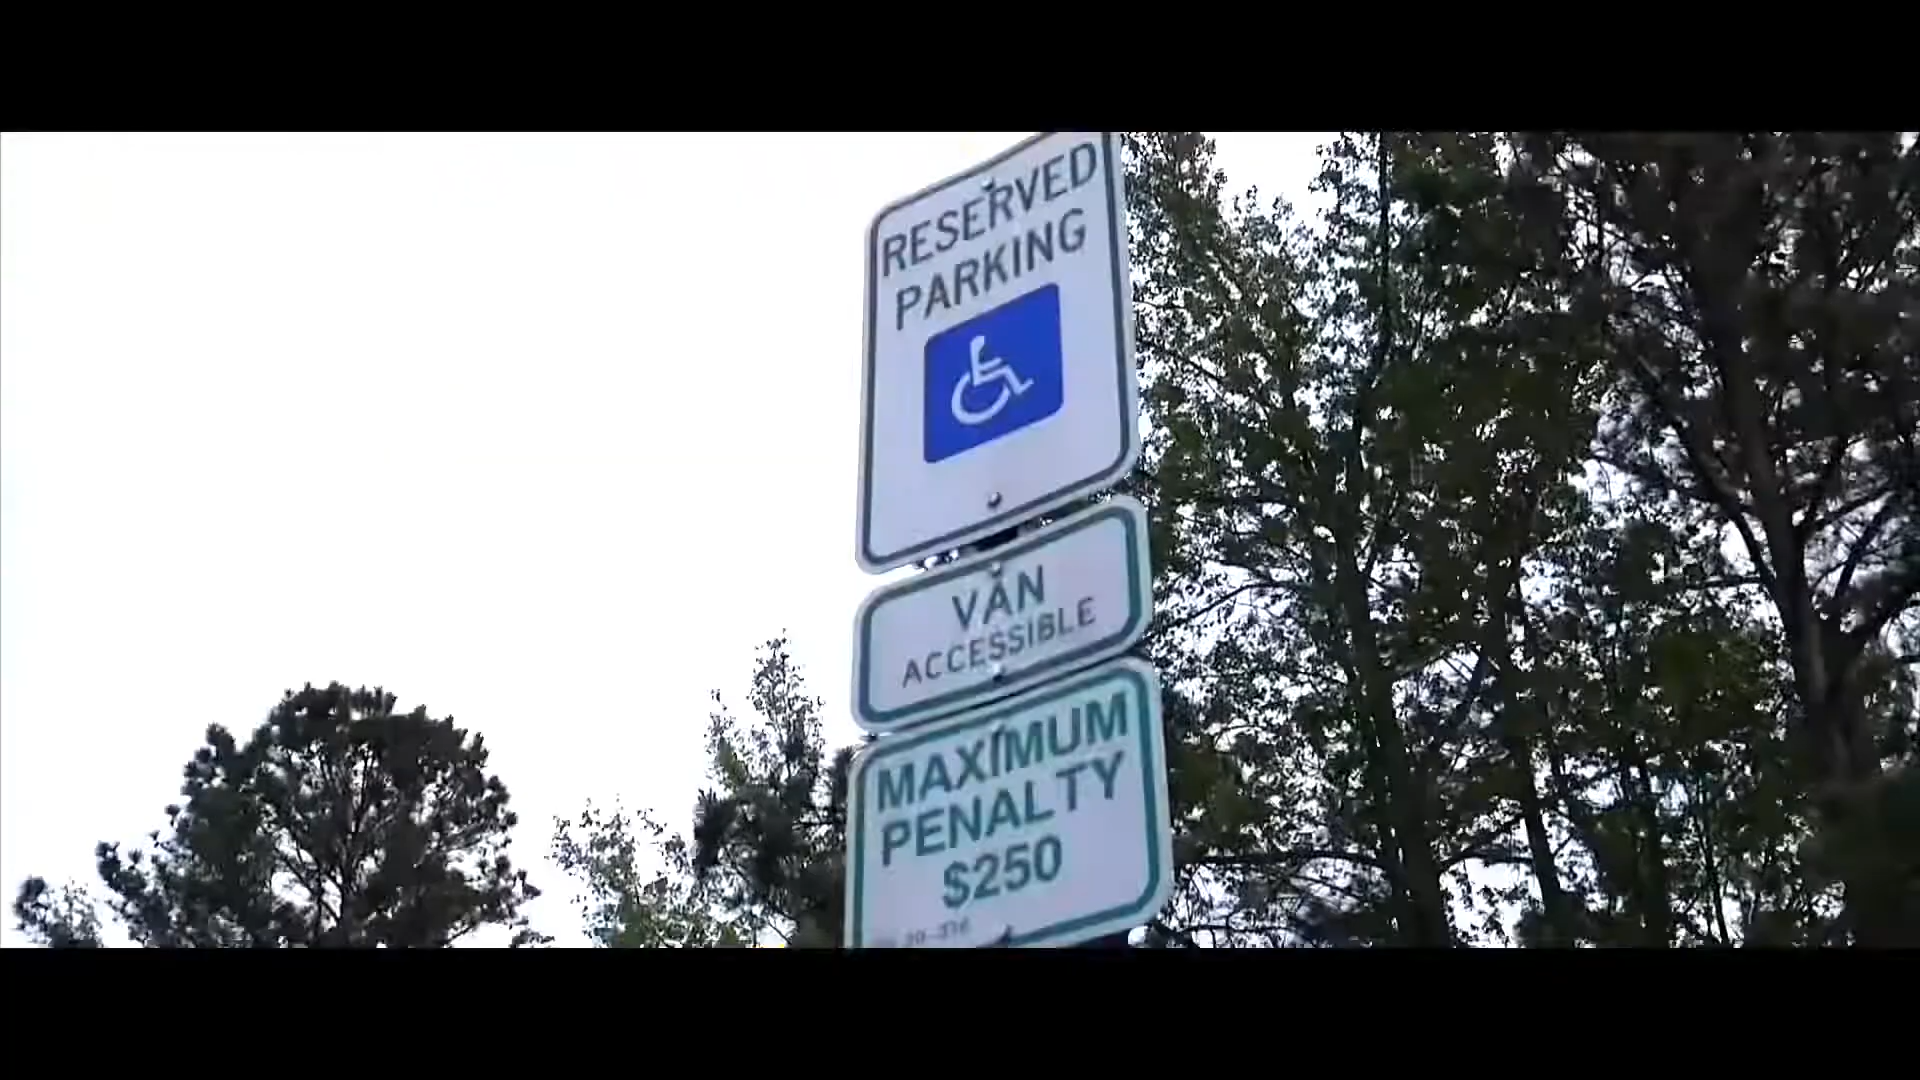 RESERVED
PARKING
VAN
ACCESSIBLE
MAXIMUM
PENALTY
$250